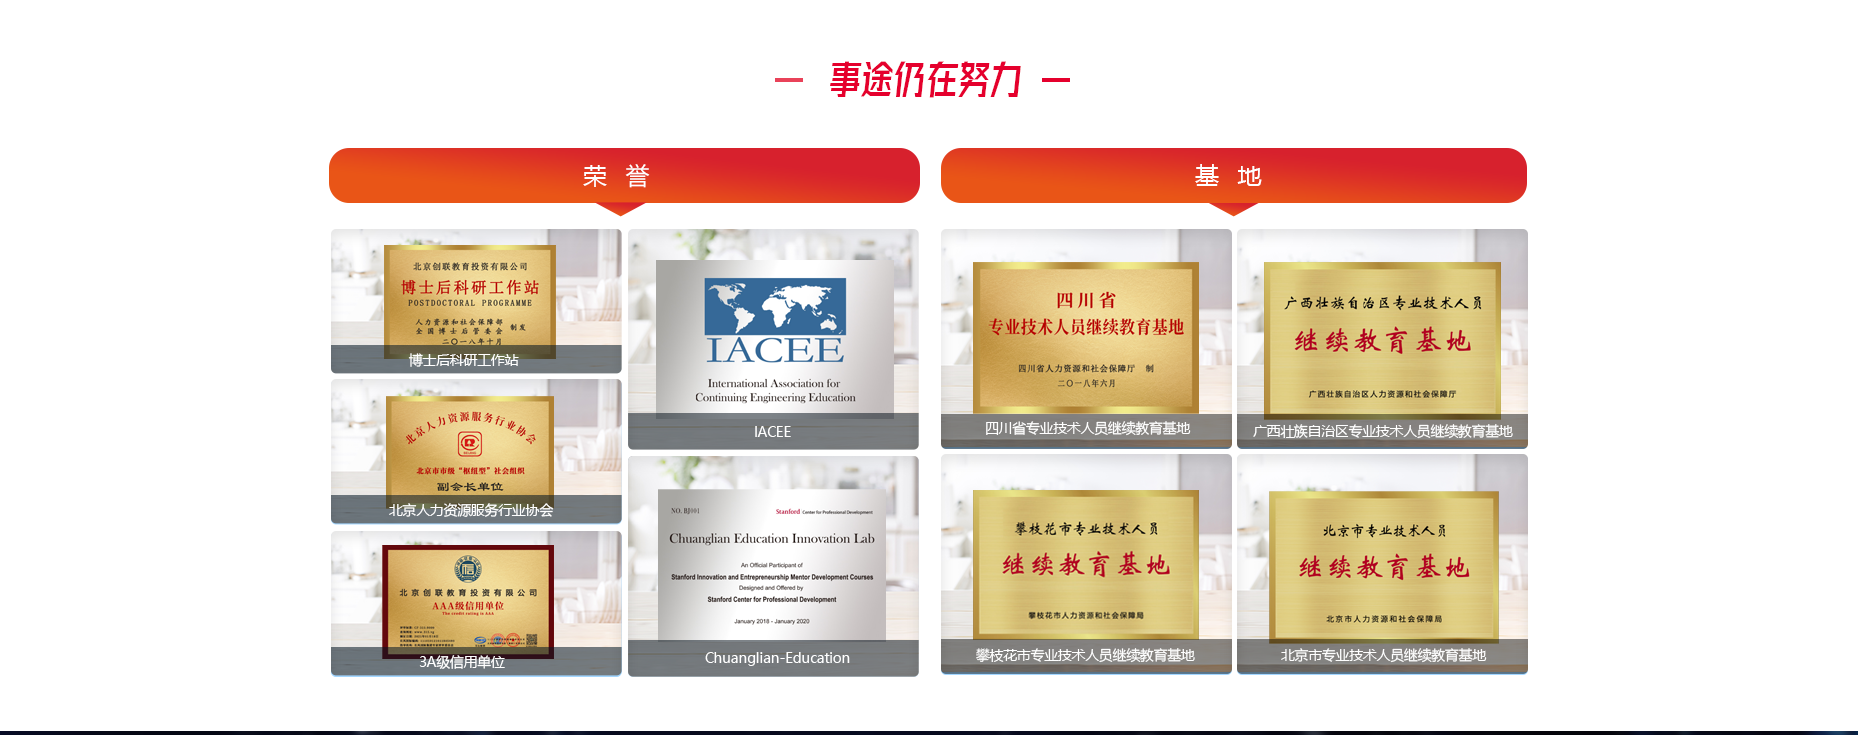 事途仍在努力
荣 誉
北京创联教育投资有限公司
博士后科研工作站
POSTDOCTORAL PROGRAMME
人力资源和社会保障部
全国博士后管委会 制发
二〇一八年十月
博士后科研工作站
北京人力资源服务行业协会
北京市市级“枢纽型”社会组织
副会长单位
北京人力资源服务行业协会
北京创联教育投资有限公司
AAA级信用单位
The credit rating is AAA
3A级信用单位
IACEE
International Association for
Continuing Engineering Education
IACEE
Stanford Center for Professional Development
Chuanglian Education Innovation Lab
An Official Participant of
Stanford Innovation and Entrepreneurship Mentor Development Courses
Designed and Offered by
Stanford Center for Professional Development
January 2018 - January 2020
Chuanglian-Education
基 地
四川省
专业技术人员继续教育基地
四川省人力资源和社会保障厅 制
二〇一八年六月
四川省专业技术人员继续教育基地
广西壮族自治区专业技术人员
继续教育基地
广西壮族自治区人力资源和社会保障厅
广西壮族自治区专业技术人员继续教育基地
攀枝花市专业技术人员
继续教育基地
攀枝花市人力资源和社会保障局
攀枝花市专业技术人员继续教育基地
北京市专业技术人员
继续教育基地
北京市人力资源和社会保障局
北京市专业技术人员继续教育基地